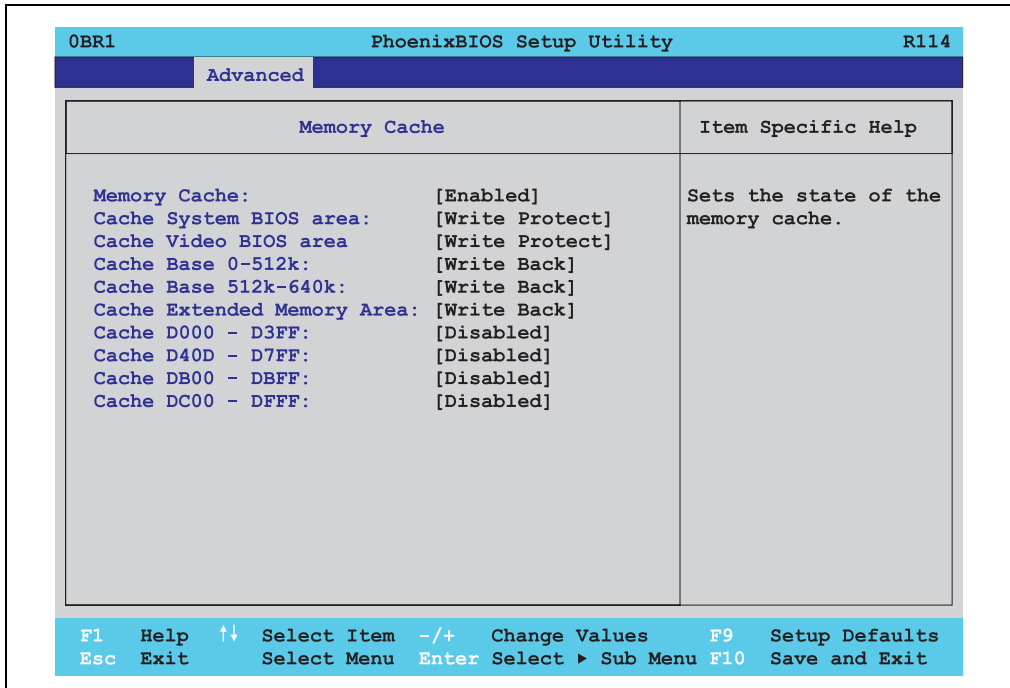 0BR1 PhoenixBIOS Setup Utility R114
Advanced
Memory Cache Item Specific Help
Memory Cache: [Enabled] Sets the state of the
Cache System BIOS area: [Write Protect] memory cache.
Cache Video BIOS area [Write Protect]
Cache Base 0-512k: [Write Back]
Cache Base 512k-640k: [Write Back]
Cache Extended Memory Area: [Write Back]
Cache D000 - D3FF: [Disabled]
Cache D40D - D7FF: [Disabled]
Cache DB00 - DBFF: [Disabled]
Cache DC00 - DFFF: [Disabled]
F1 Help ↑↓ Select Item -/+ Change Values F9 Setup Defaults
Esc Exit Select Menu Enter Select ▶ Sub Menu F10 Save and Exit